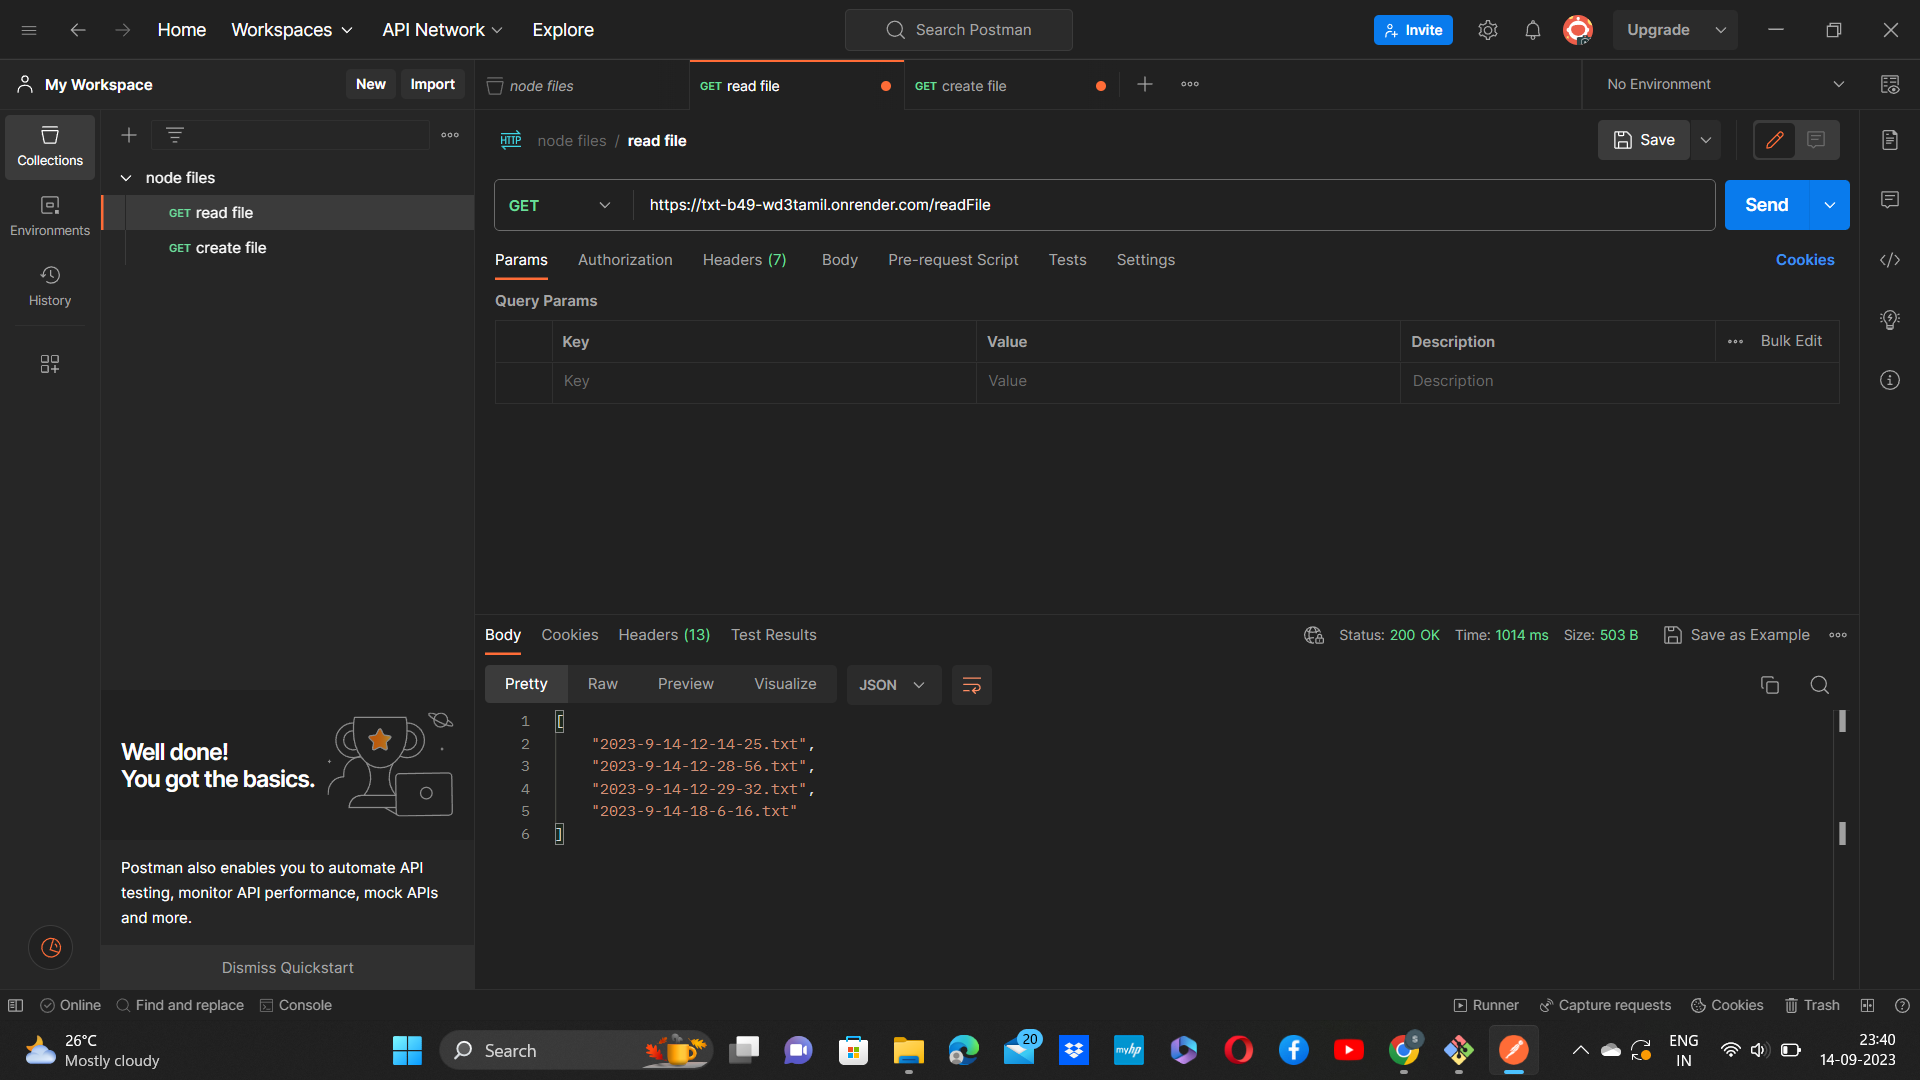 Home Workspaces API Network Explore Search Postman Invite Upgrade
My Workspace New Import node files GET read file GET create file No Environment
Collections
Environments
History
node files
GET read file
GET create file
HTTP node files / read file Save
GET https://txt-b49-wd3tamil.onrender.com/readFile Send
Params Authorization Headers (7) Body Pre-request Script Tests Settings Cookies
Query Params
Key Value Description Bulk Edit
Key Value Description
Body Cookies Headers (13) Test Results Status: 200 OK Time: 1014 ms Size: 503 B Save as Example
Pretty Raw Preview Visualize JSON
1 [
2 "2023-9-14-12-14-25.txt",
3 "2023-9-14-12-28-56.txt",
4 "2023-9-14-12-29-32.txt",
5 "2023-9-14-18-6-16.txt"
6 ]
Well done!
You got the basics.
Postman also enables you to automate API
testing, monitor API performance, mock APIs
and more.
Dismiss Quickstart
Online Find and replace Console Runner Capture requests Cookies Trash
26°C
Mostly cloudy
Search
20
myhp
S
ENG
IN
23:40
14-09-2023